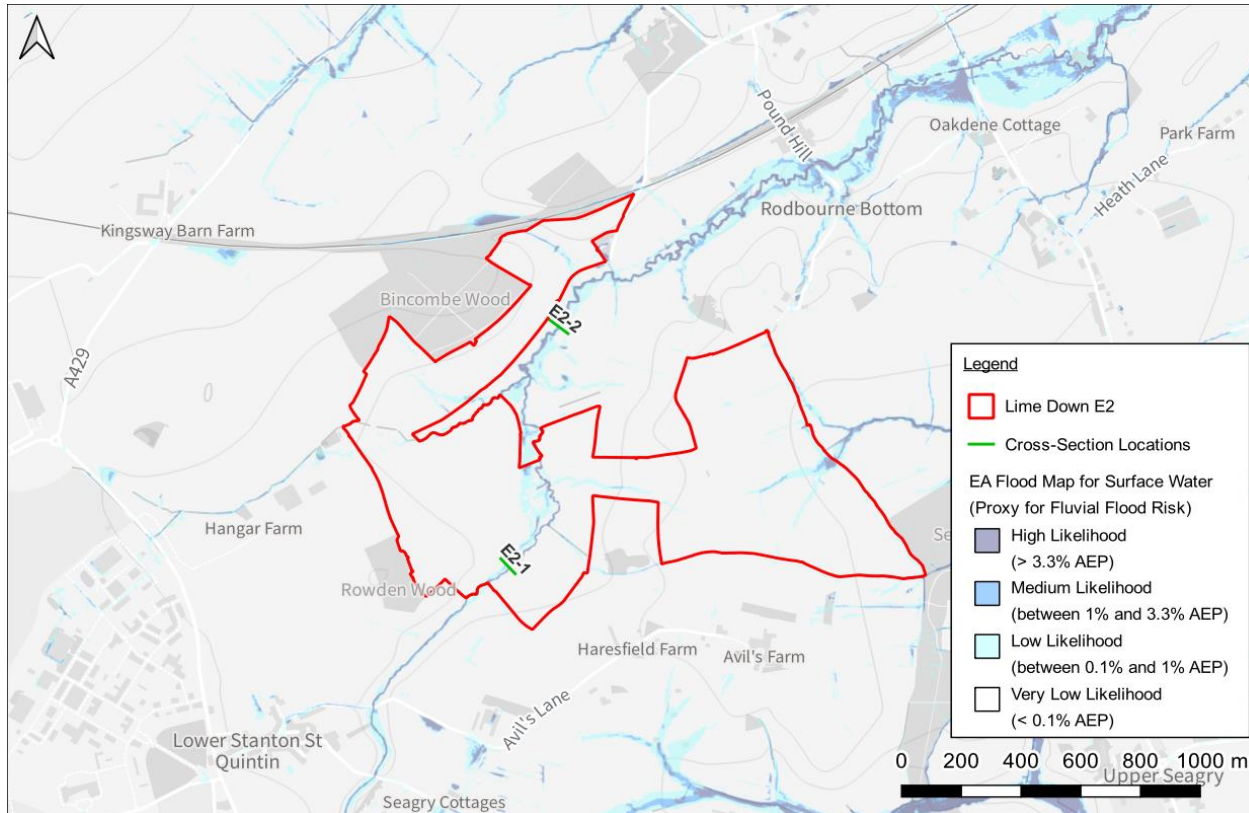 Pound Hill
Oakdene Cottage
Park Farm
Heath Lane
Kingsway Barn Farm
Rodbourne Bottom
Bincombe Wood
E2-2
A429
Hangar Farm
E2-1
Rowden Wood
Haresfield Farm
Avil's Farm
Avil's Lane
Lower Stanton St
Quintin
Seagry Cottages
Se
Legend
Lime Down E2
Cross-Section Locations
EA Flood Map for Surface Water
(Proxy for Fluvial Flood Risk)
High Likelihood
(> 3.3% AEP)
Medium Likelihood
(between 1% and 3.3% AEP)
Low Likelihood
(between 0.1% and 1% AEP)
Very Low Likelihood
(< 0.1% AEP)
0 200 400 600 800 1000 m
Upper Seagry